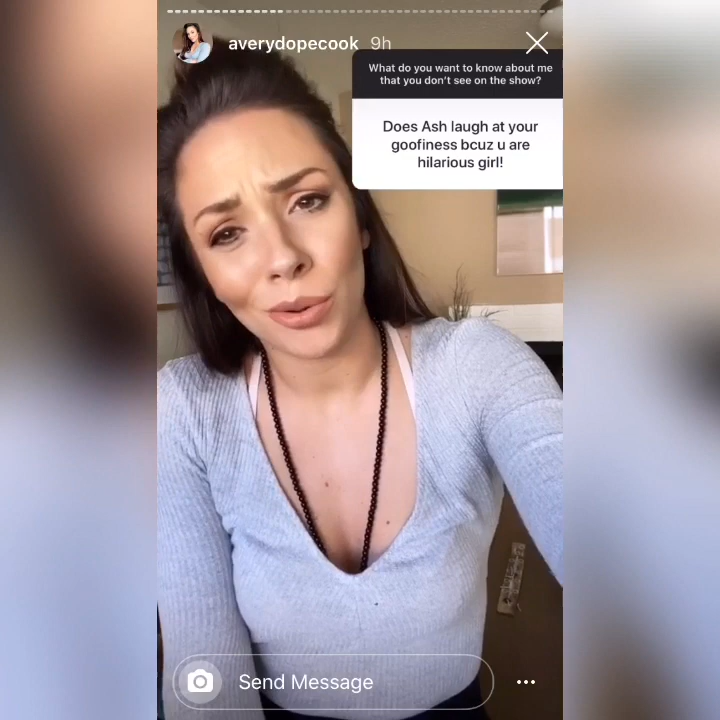 averydopecook 9h
What do you want to know about me
that you don't see on the show?
Does Ash laugh at your
goofiness bcuz u are
hilarious girl!
Send Message